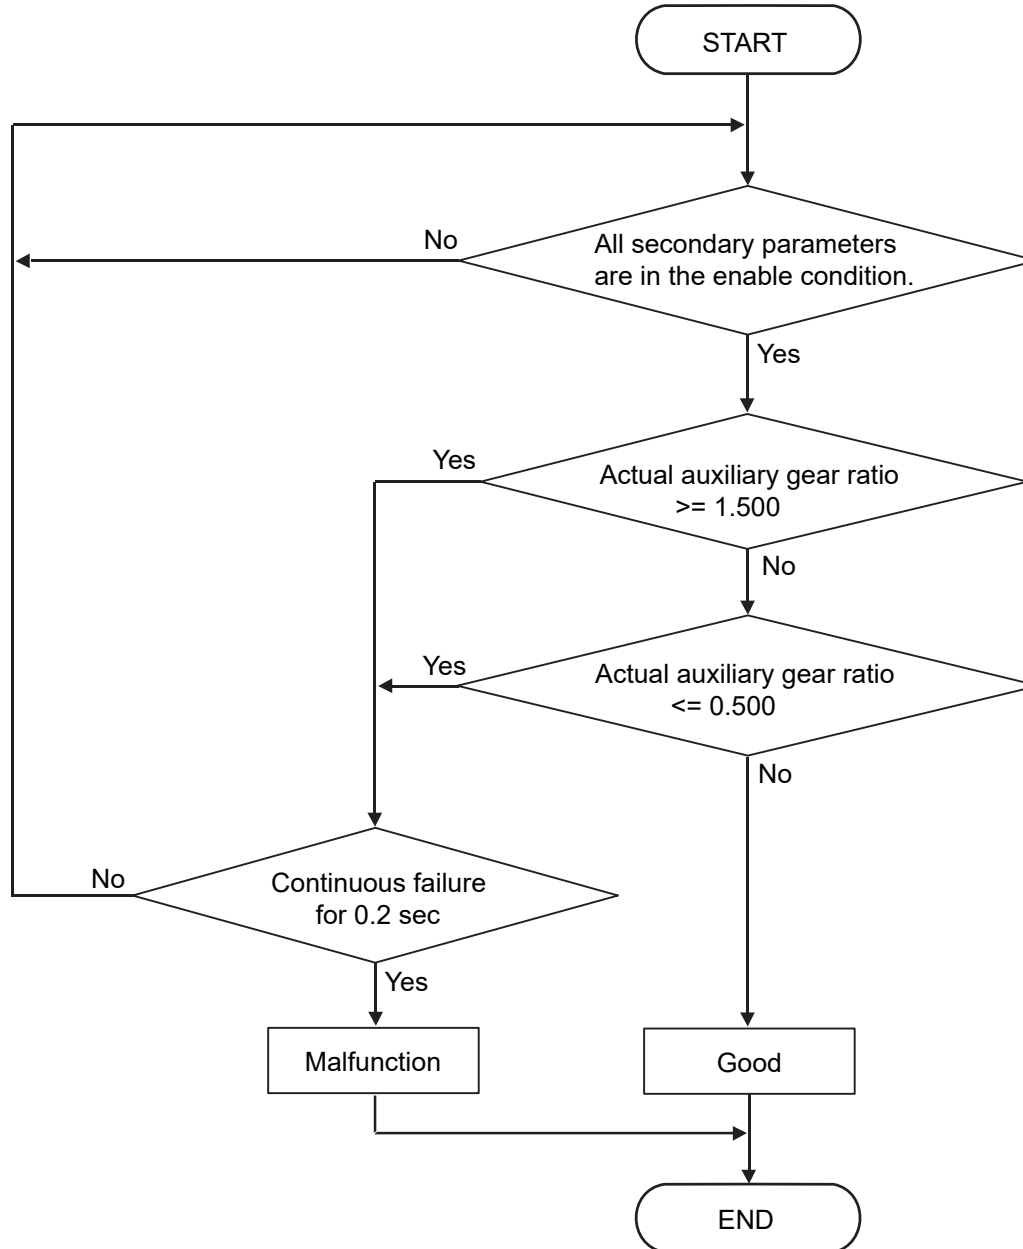 START
No
All secondary parameters
are in the enable condition.
Yes
Yes
Actual auxiliary gear ratio
>= 1.500
No
Yes
Actual auxiliary gear ratio
<= 0.500
No
No
Continuous failure
for 0.2 sec
Yes
Malfunction
Good
END